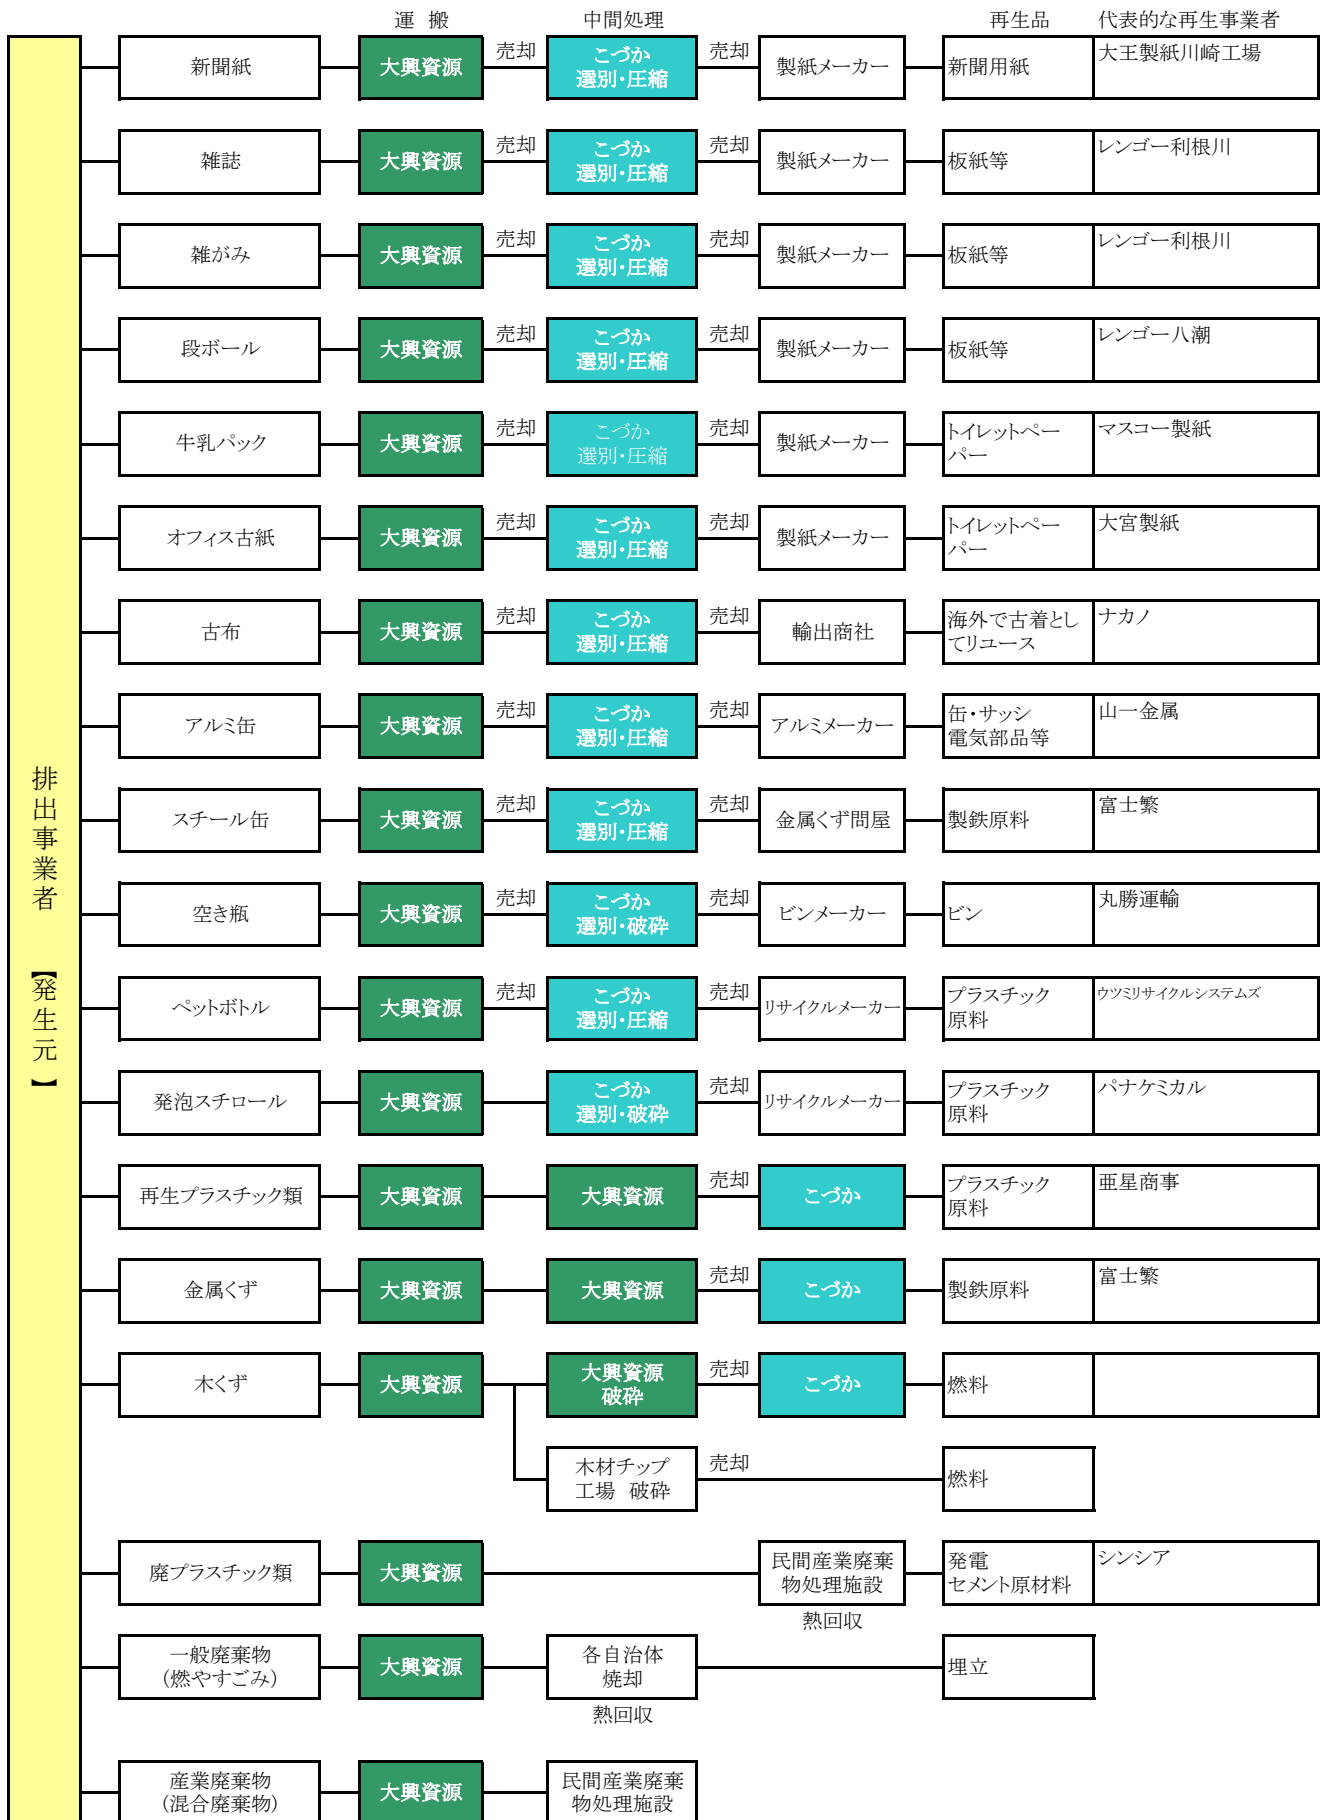 運 搬
中間処理
再生品
代表的な再生事業者
排出事業者 【発生元】
新聞紙
大興資源
売却
こづか
選別・圧縮
売却
製紙メーカー
新聞用紙
大王製紙川崎工場
雑誌
大興資源
売却
こづか
選別・圧縮
売却
製紙メーカー
板紙等
レンゴー利根川
雑がみ
大興資源
売却
こづか
選別・圧縮
売却
製紙メーカー
板紙等
レンゴー利根川
段ボール
大興資源
売却
こづか
選別・圧縮
売却
製紙メーカー
板紙等
レンゴー八潮
牛乳パック
大興資源
売却
こづか
選別・圧縮
売却
製紙メーカー
トイレットペー
パー
マスコー製紙
オフィス古紙
大興資源
売却
こづか
選別・圧縮
売却
製紙メーカー
トイレットペー
パー
大宮製紙
古布
大興資源
売却
こづか
選別・圧縮
売却
輸出商社
海外で古着とし
てリユース
ナカノ
アルミ缶
大興資源
売却
こづか
選別・圧縮
売却
アルミメーカー
缶・サッシ
電気部品等
山一金属
スチール缶
大興資源
売却
こづか
選別・圧縮
売却
金属くず問屋
製鉄原料
富士繁
空き瓶
大興資源
売却
こづか
選別・破砕
売却
ビンメーカー
ビン
丸勝運輸
ペットボトル
大興資源
売却
こづか
選別・圧縮
売却
リサイクルメーカー
プラスチック
原料
ウツミリサイクルシステムズ
発泡スチロール
大興資源
こづか
選別・破砕
売却
リサイクルメーカー
プラスチック
原料
パナケミカル
再生プラスチック類
大興資源
大興資源
売却
こづか
プラスチック
原料
亜星商事
金属くず
大興資源
大興資源
売却
こづか
製鉄原料
富士繁
木くず
大興資源
大興資源
破砕
売却
こづか
燃料
木材チップ
工場 破砕
売却
燃料
廃プラスチック類
大興資源
民間産業廃棄
物処理施設
熱回収
発電
セメント原材料
シンシア
一般廃棄物
(燃やすごみ)
大興資源
各自治体
焼却
熱回収
埋立
産業廃棄物
(混合廃棄物)
大興資源
民間産業廃棄
物処理施設